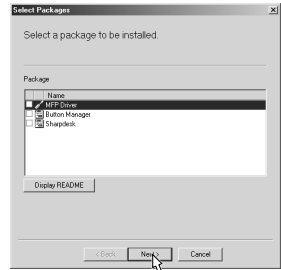 Select Packages
Select a package to be installed.
Package
Name
MFP Driver
Button Manager
Sharpdesk
Display README
< Back
Next >
Cancel